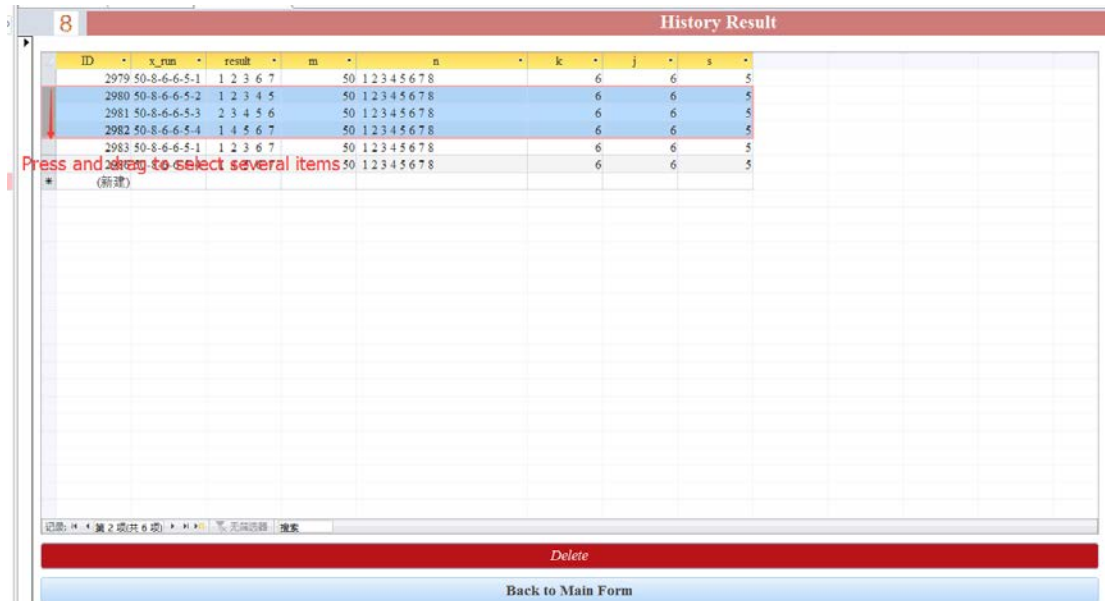 8 History Result
ID x_run result m n k j s
2979 50-8-6-6-5-1 1 2 3 6 7 50 1 2 3 4 5 6 7 8 6 6 5
2980 50-8-6-6-5-2 1 2 3 4 5 50 1 2 3 4 5 6 7 8 6 6 5
2981 50-8-6-6-5-3 2 3 4 5 6 50 1 2 3 4 5 6 7 8 6 6 5
2982 50-8-6-6-5-4 1 4 5 6 7 50 1 2 3 4 5 6 7 8 6 6 5
2983 50-8-6-6-5-1 1 2 3 6 7 50 1 2 3 4 5 6 7 8 6 6 5
Press and drag to select several items
50 1 2 3 4 5 6 7 8 6 6 5
(新建)
记录: 第 2 项(共 6 项) 无筛选器 搜索
Delete
Back to Main Form